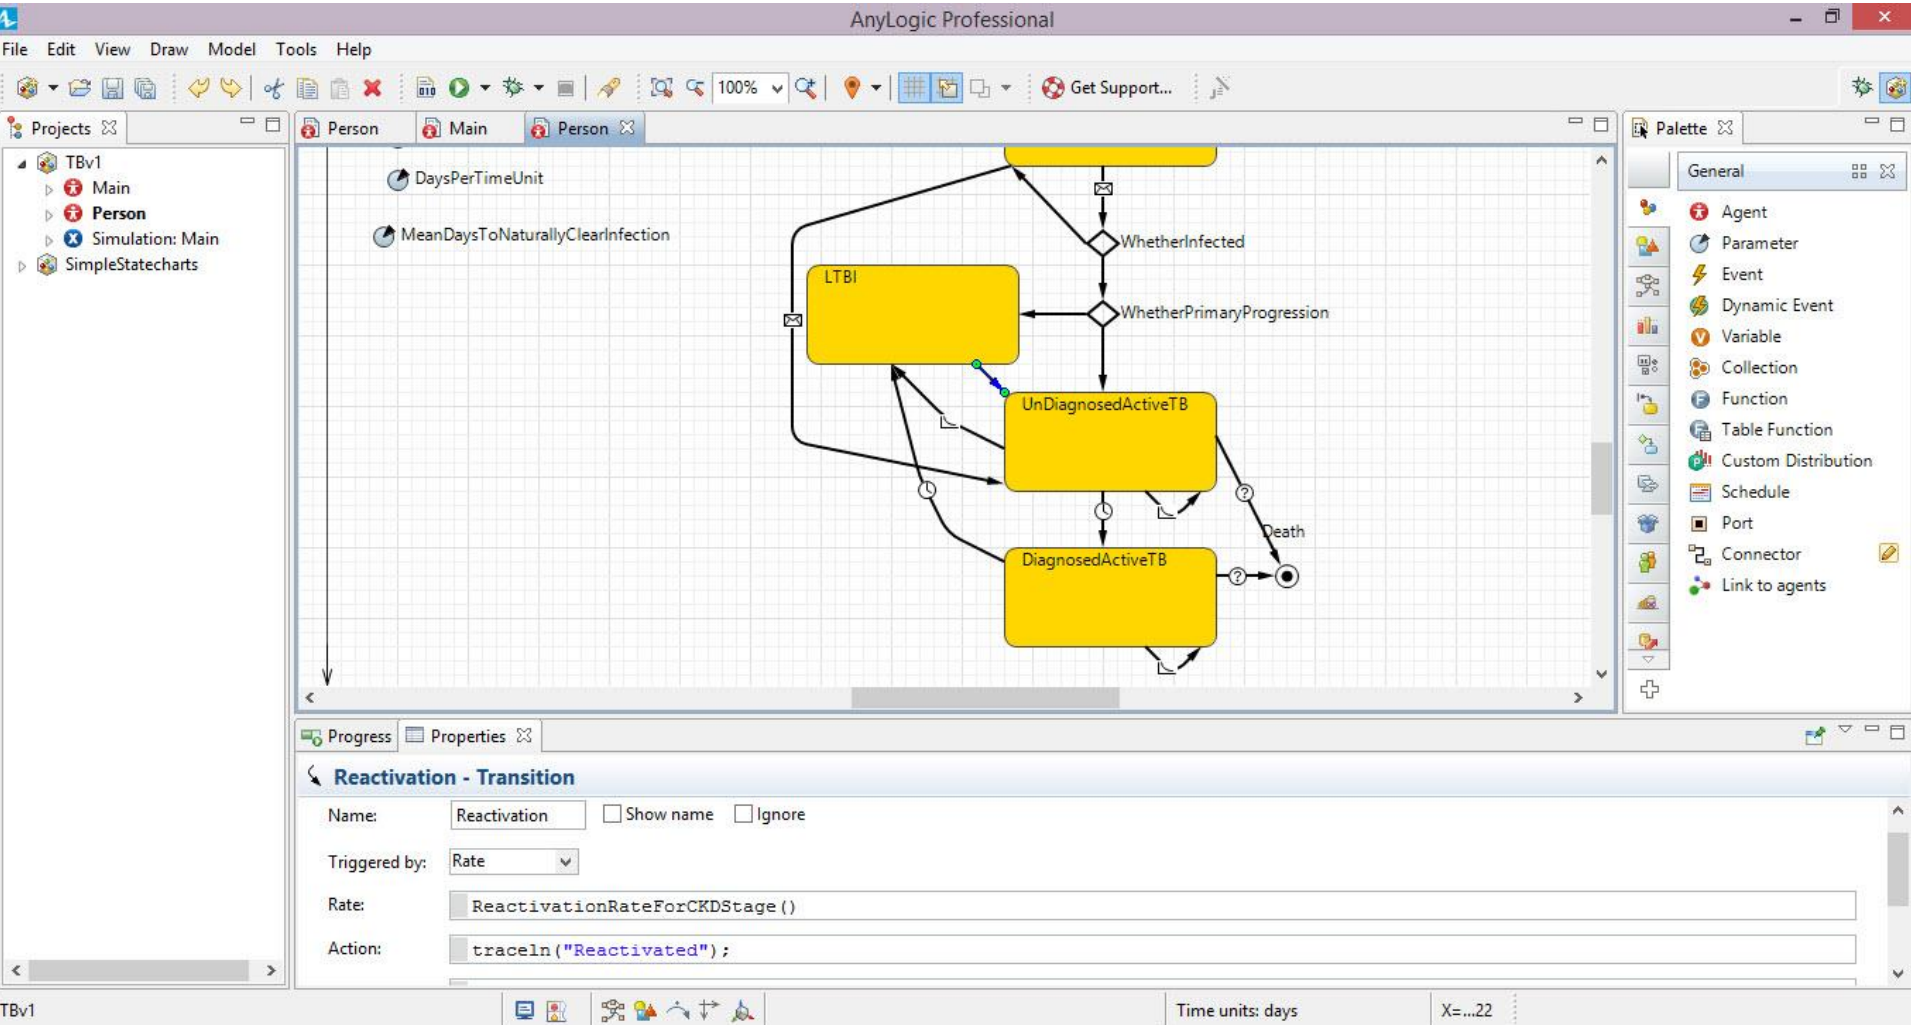 AnyLogic Professional
File Edit View Draw Model Tools Help
100% Get Support...
Projects
TBv1
Main
Person
Simulation: Main
SimpleStatecharts
Person Main Person
DaysPerTimeUnit
MeanDaysToNaturallyClearInfection
WhetherInfected
LTBI
WhetherPrimaryProgression
UnDiagnosedActiveTB
Death
DiagnosedActiveTB
Palette
General
Agent
Parameter
Event
Dynamic Event
Variable
Collection
Function
Table Function
Custom Distribution
Schedule
Port
Connector
Link to agents
Progress Properties
Reactivation - Transition
Name: Reactivation Show name Ignore
Triggered by: Rate
Rate: ReactivationRateForCKDStage()
Action: traceln("Reactivated");
TBv1 Time units: days X=...22